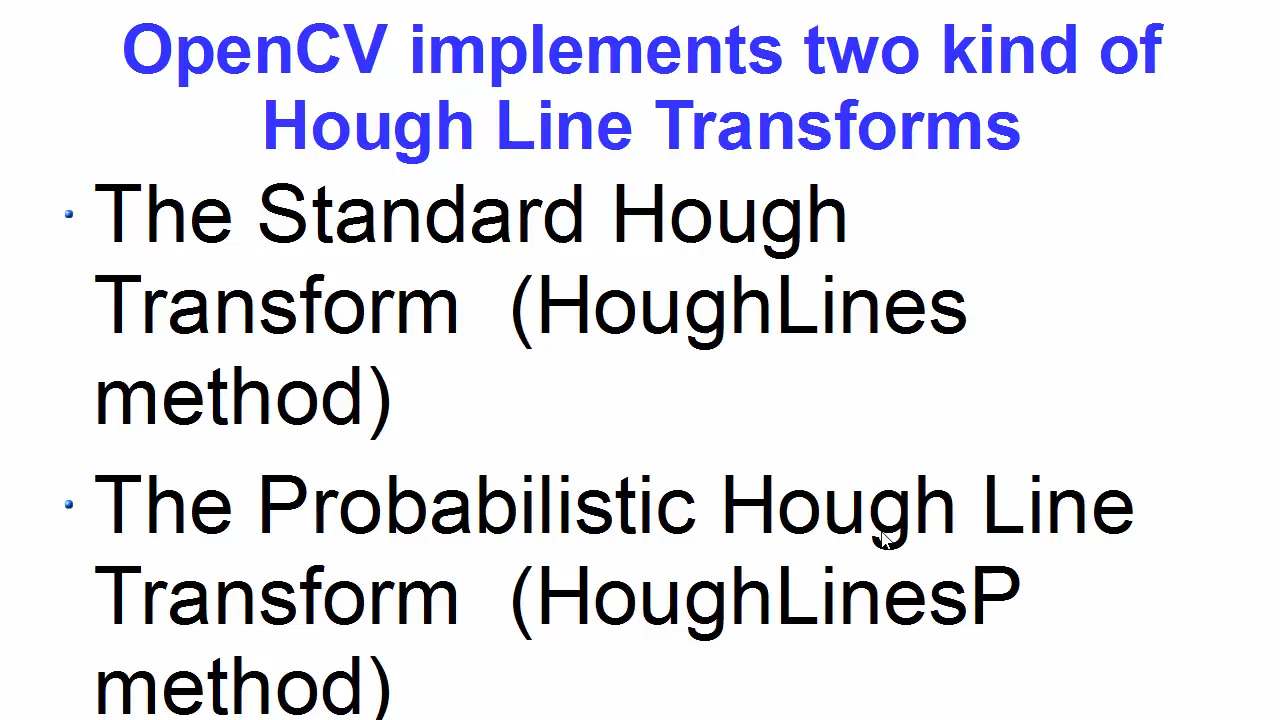 OpenCV implements two kind of
Hough Line Transforms
The Standard Hough
Transform (HoughLines
method)
The Probabilistic Hough Line
Transform (HoughLinesP
method)